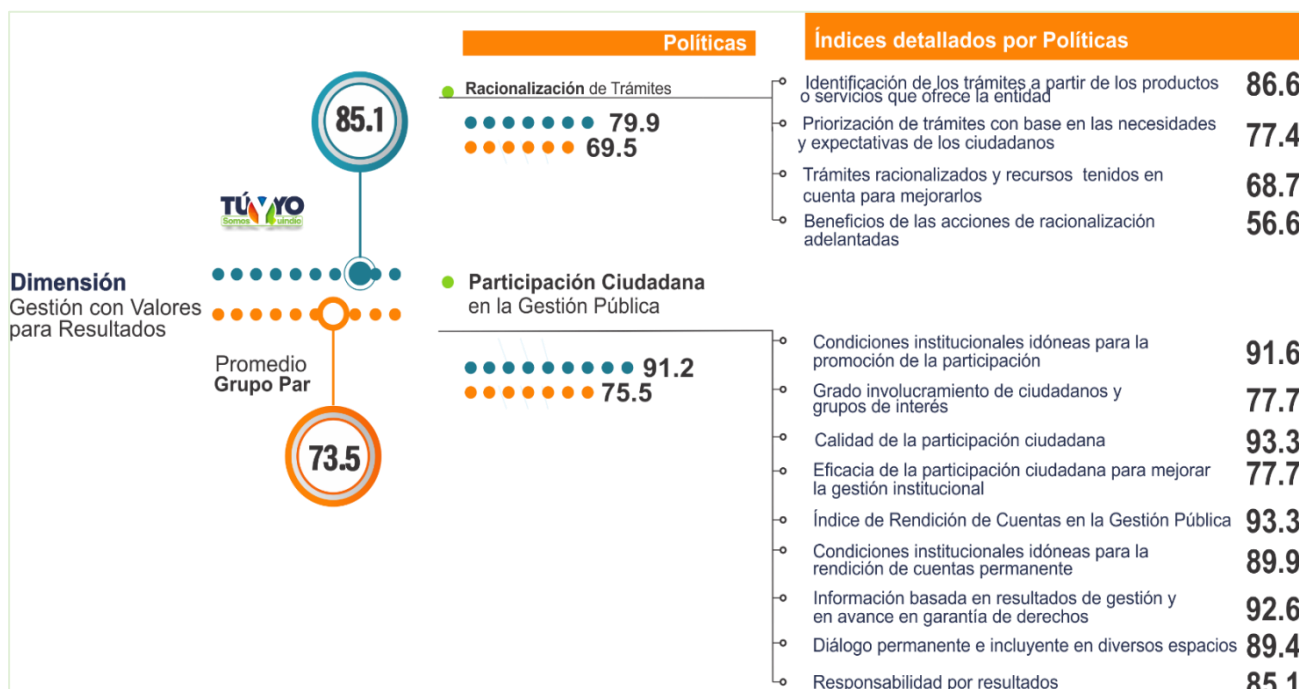 Políticas
Índices detallados por Políticas
85.1
TÚ Y YO
Somos Quindío
Dimensión
Gestión con Valores
para Resultados
Promedio
Grupo Par
73.5
Racionalización de Trámites
79.9
69.5
Identificación de los trámites a partir de los productos
o servicios que ofrece la entidad
86.6
Priorización de trámites con base en las necesidades
y expectativas de los ciudadanos
77.4
Trámites racionalizados y recursos tenidos en
cuenta para mejorarlos
68.7
Beneficios de las acciones de racionalización
adelantadas
56.6
Participación Ciudadana
en la Gestión Pública
91.2
75.5
Condiciones institucionales idóneas para la
promoción de la participación
91.6
Grado involucramiento de ciudadanos y
grupos de interés
77.7
Calidad de la participación ciudadana
93.3
Eficacia de la participación ciudadana para mejorar
la gestión institucional
77.7
Índice de Rendición de Cuentas en la Gestión Pública
93.3
Condiciones institucionales idóneas para la
rendición de cuentas permanente
89.9
Información basada en resultados de gestión y
en avance en garantía de derechos
92.6
Diálogo permanente e incluyente en diversos espacios
89.4
Responsabilidad por resultados
85.1